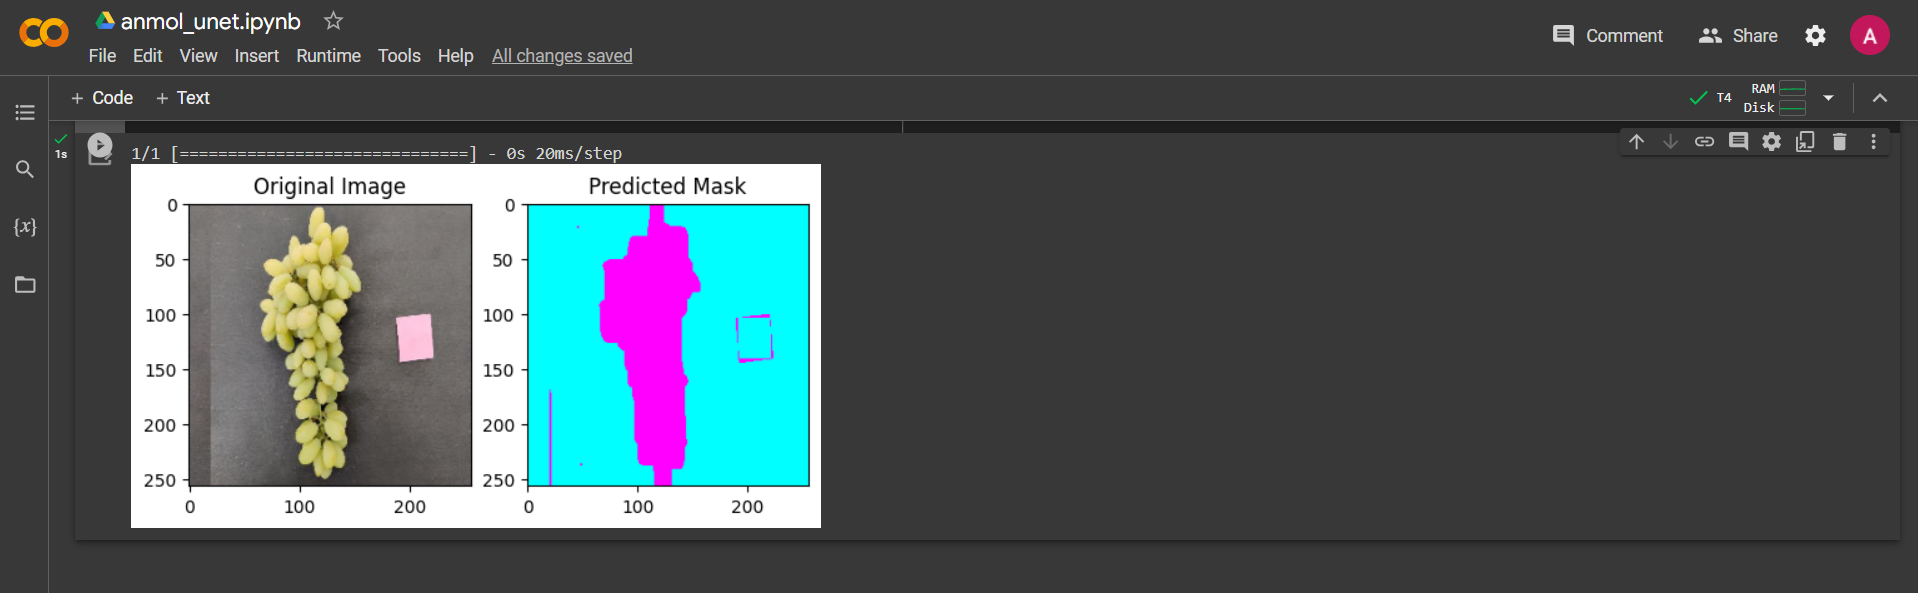 anmol_unet.ipynb
File Edit View Insert Runtime Tools Help All changes saved
Comment Share A
+ Code + Text
T4 RAM Disk
{x}
1s
1/1 [==============================] - 0s 20ms/step
Original Image Predicted Mask
0 0
50 50
100 100
150 150
200 200
250 250
0 100 200 0 100 200